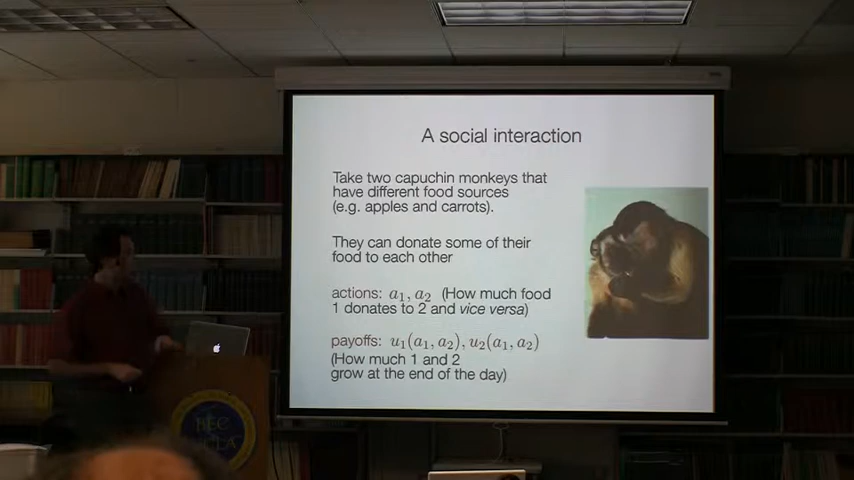 A social interaction
Take two capuchin monkeys that
have different food sources
(e.g. apples and carrots).
They can donate some of their
food to each other
actions: a₁, a₂ (How much food
1 donates to 2 and vice versa)
payoffs: u₁(a₁, a₂), u₂(a₁, a₂)
(How much 1 and 2
grow at the end of the day)
BEC
UCLA